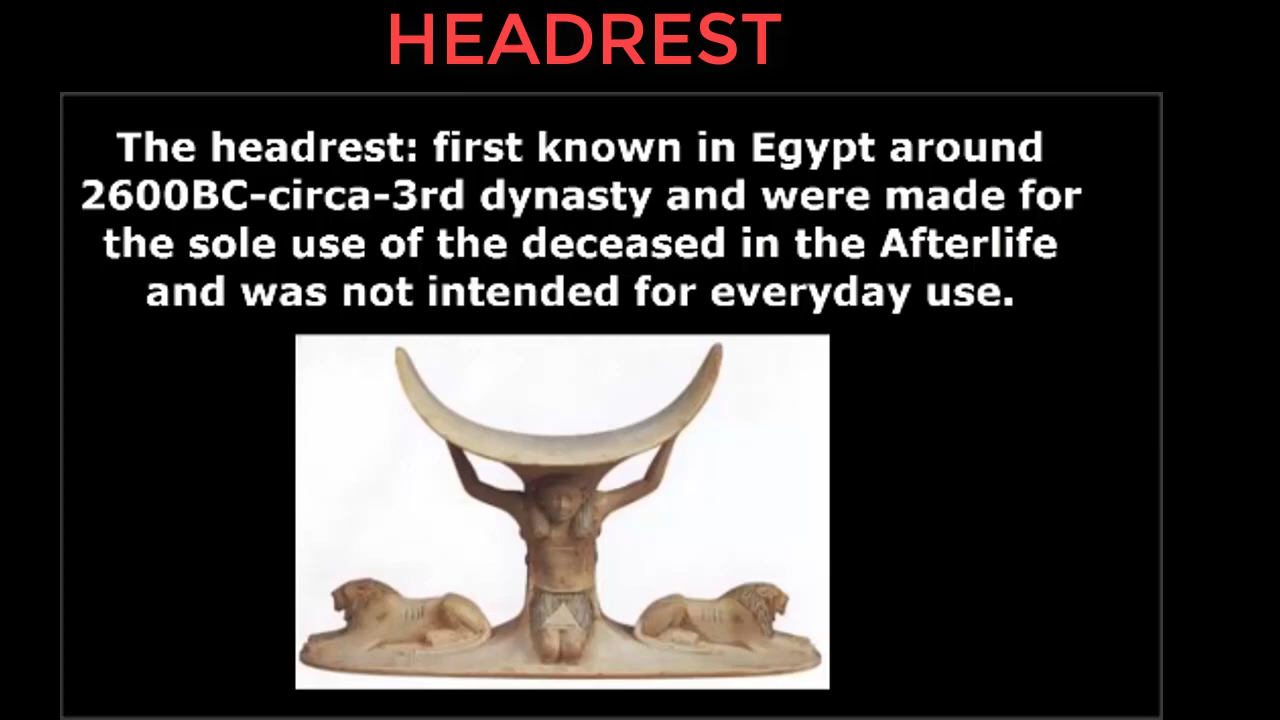 HEADREST
The headrest: first known in Egypt around
2600BC-circa-3rd dynasty and were made for
the sole use of the deceased in the Afterlife
and was not intended for everyday use.